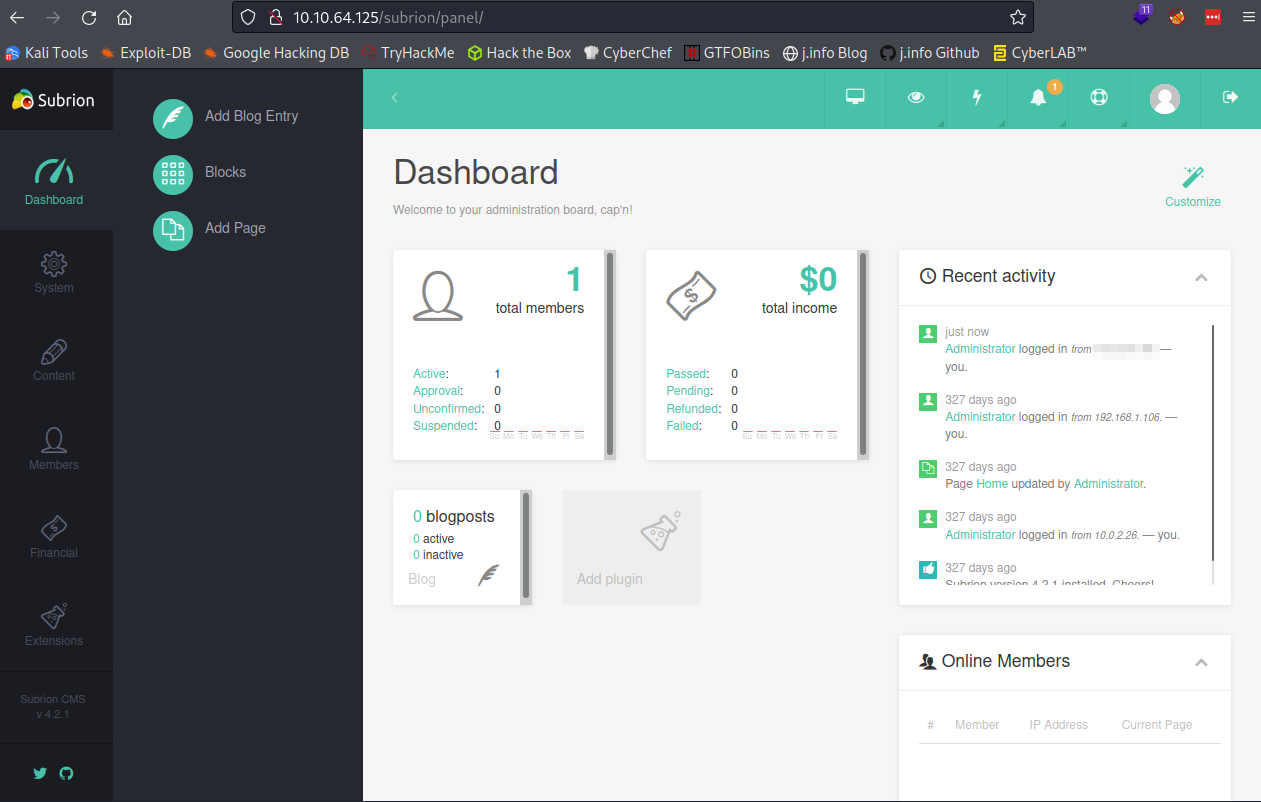 10.10.64.125/subrion/panel/
11
Kali Tools
Exploit-DB
Google Hacking DB
TryHackMe
Hack the Box
CyberChef
GTFOBins
j.info Blog
j.info Github
CyberLAB™
Subrion
Dashboard
System
Content
Members
Financial
Extensions
Subrion CMS
v 4.2.1
Add Blog Entry
Blocks
Add Page
1
Dashboard
Welcome to your administration board, cap'n!
Customize
1
total members
Active: 1
Approval: 0
Unconfirmed: 0
Suspended: 0
Su Mo Tu We Th Fr Sa
$0
total income
Passed: 0
Pending: 0
Refunded: 0
Failed: 0
Su Mo Tu We Th Fr Sa
0 blogposts
0 active
0 inactive
Blog
Add plugin
Recent activity
just now
Administrator logged in from —
you.
327 days ago
Administrator logged in from 192.168.1.106. —
you.
327 days ago
Page Home updated by Administrator.
327 days ago
Administrator logged in from 10.0.2.26. — you.
327 days ago
Subrion version 4.2.1 installed. Cheers!
Online Members
# Member IP Address Current Page